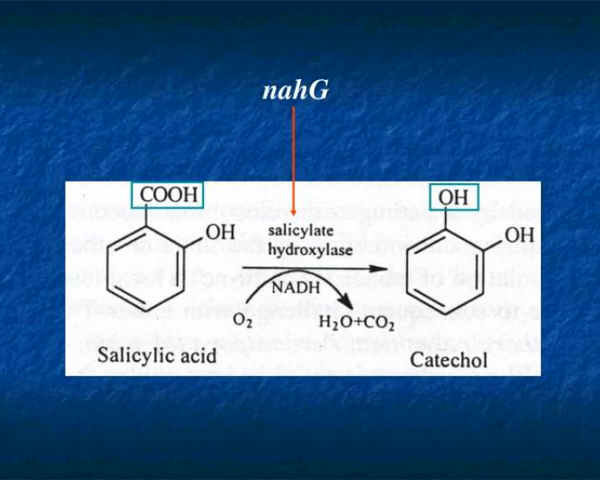 nahG
COOH
OH
salicylate
hydroxylase
OH
OH
NADH
O₂
H₂O+CO₂
Salicylic acid
Catechol